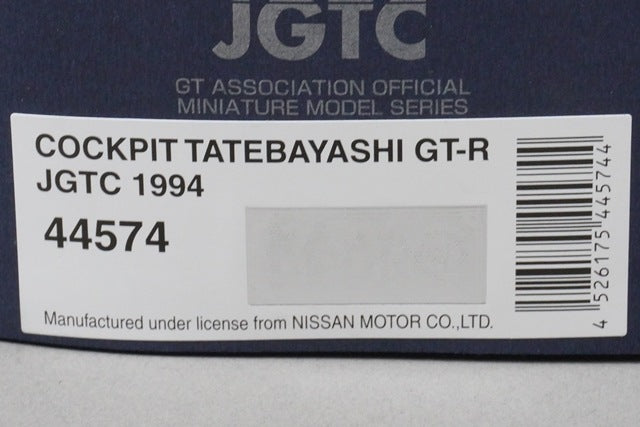 JGTC
GT ASSOCIATION OFFICIAL
MINIATURE MODEL SERIES
COCKPIT TATEBAYASHI GT-R
JGTC 1994
44574
Manufactured under license from NISSAN MOTOR CO.,LTD.
4 526175 445744